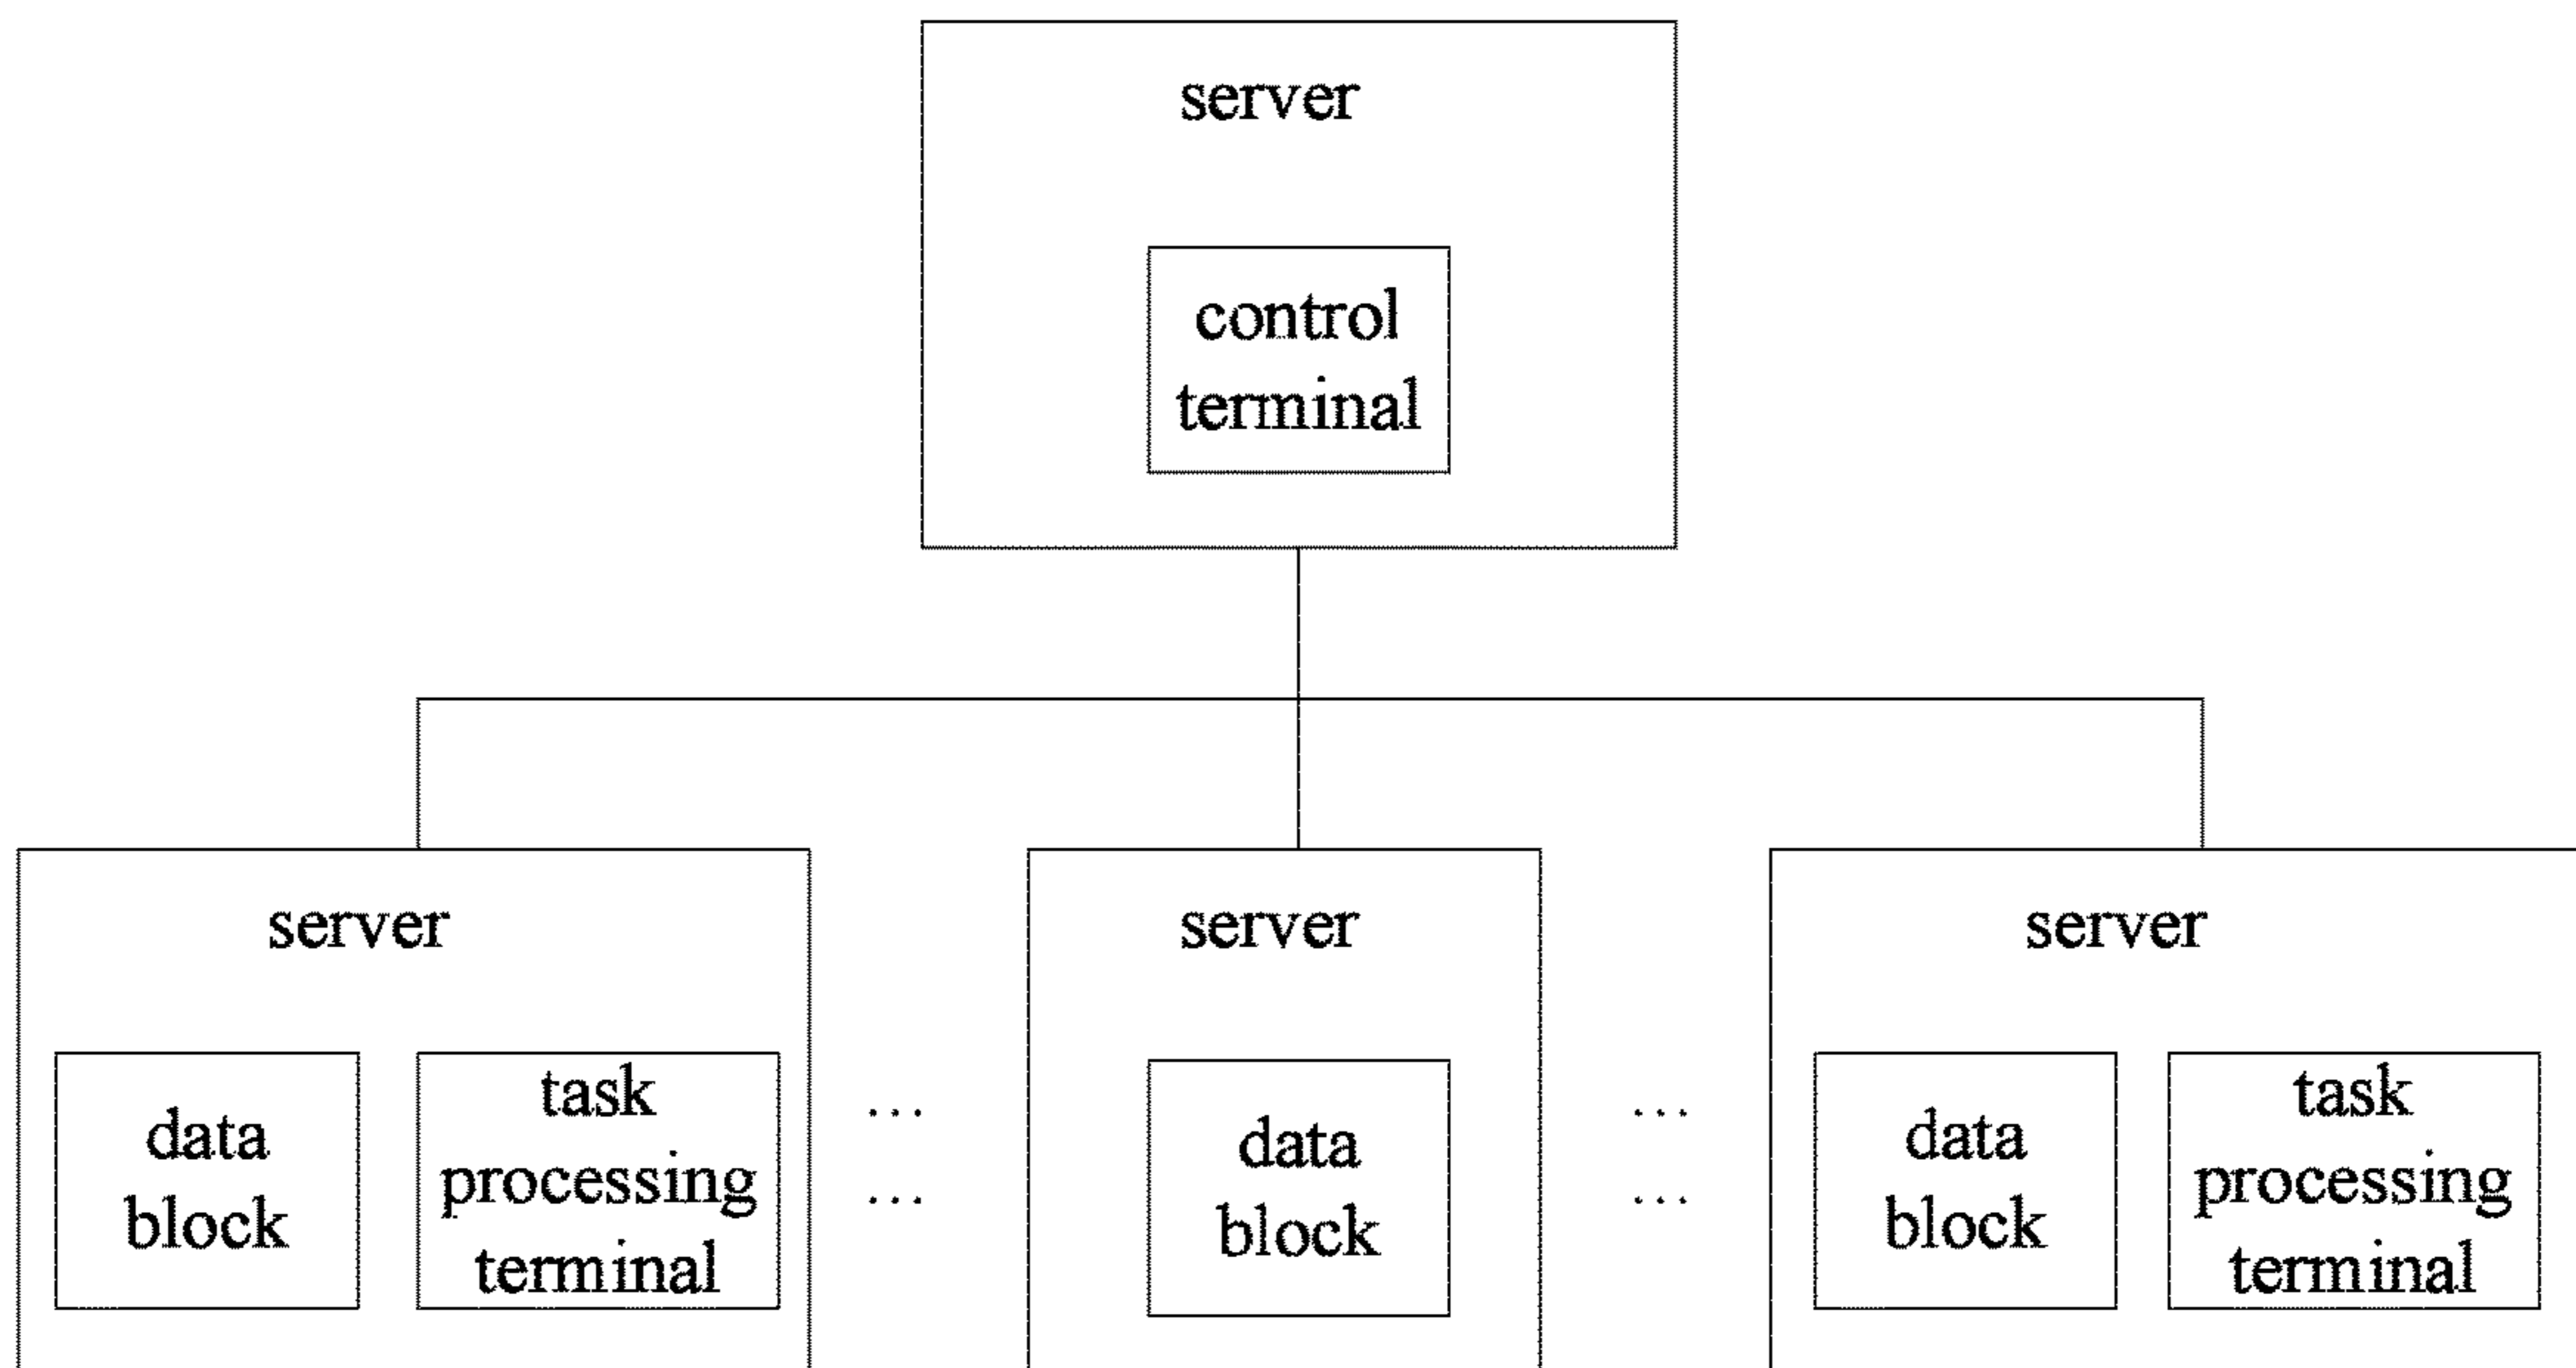 server
control
terminal
server
data
block
task
processing
terminal
...
...
server
data
block
...
...
server
data
block
task
processing
terminal